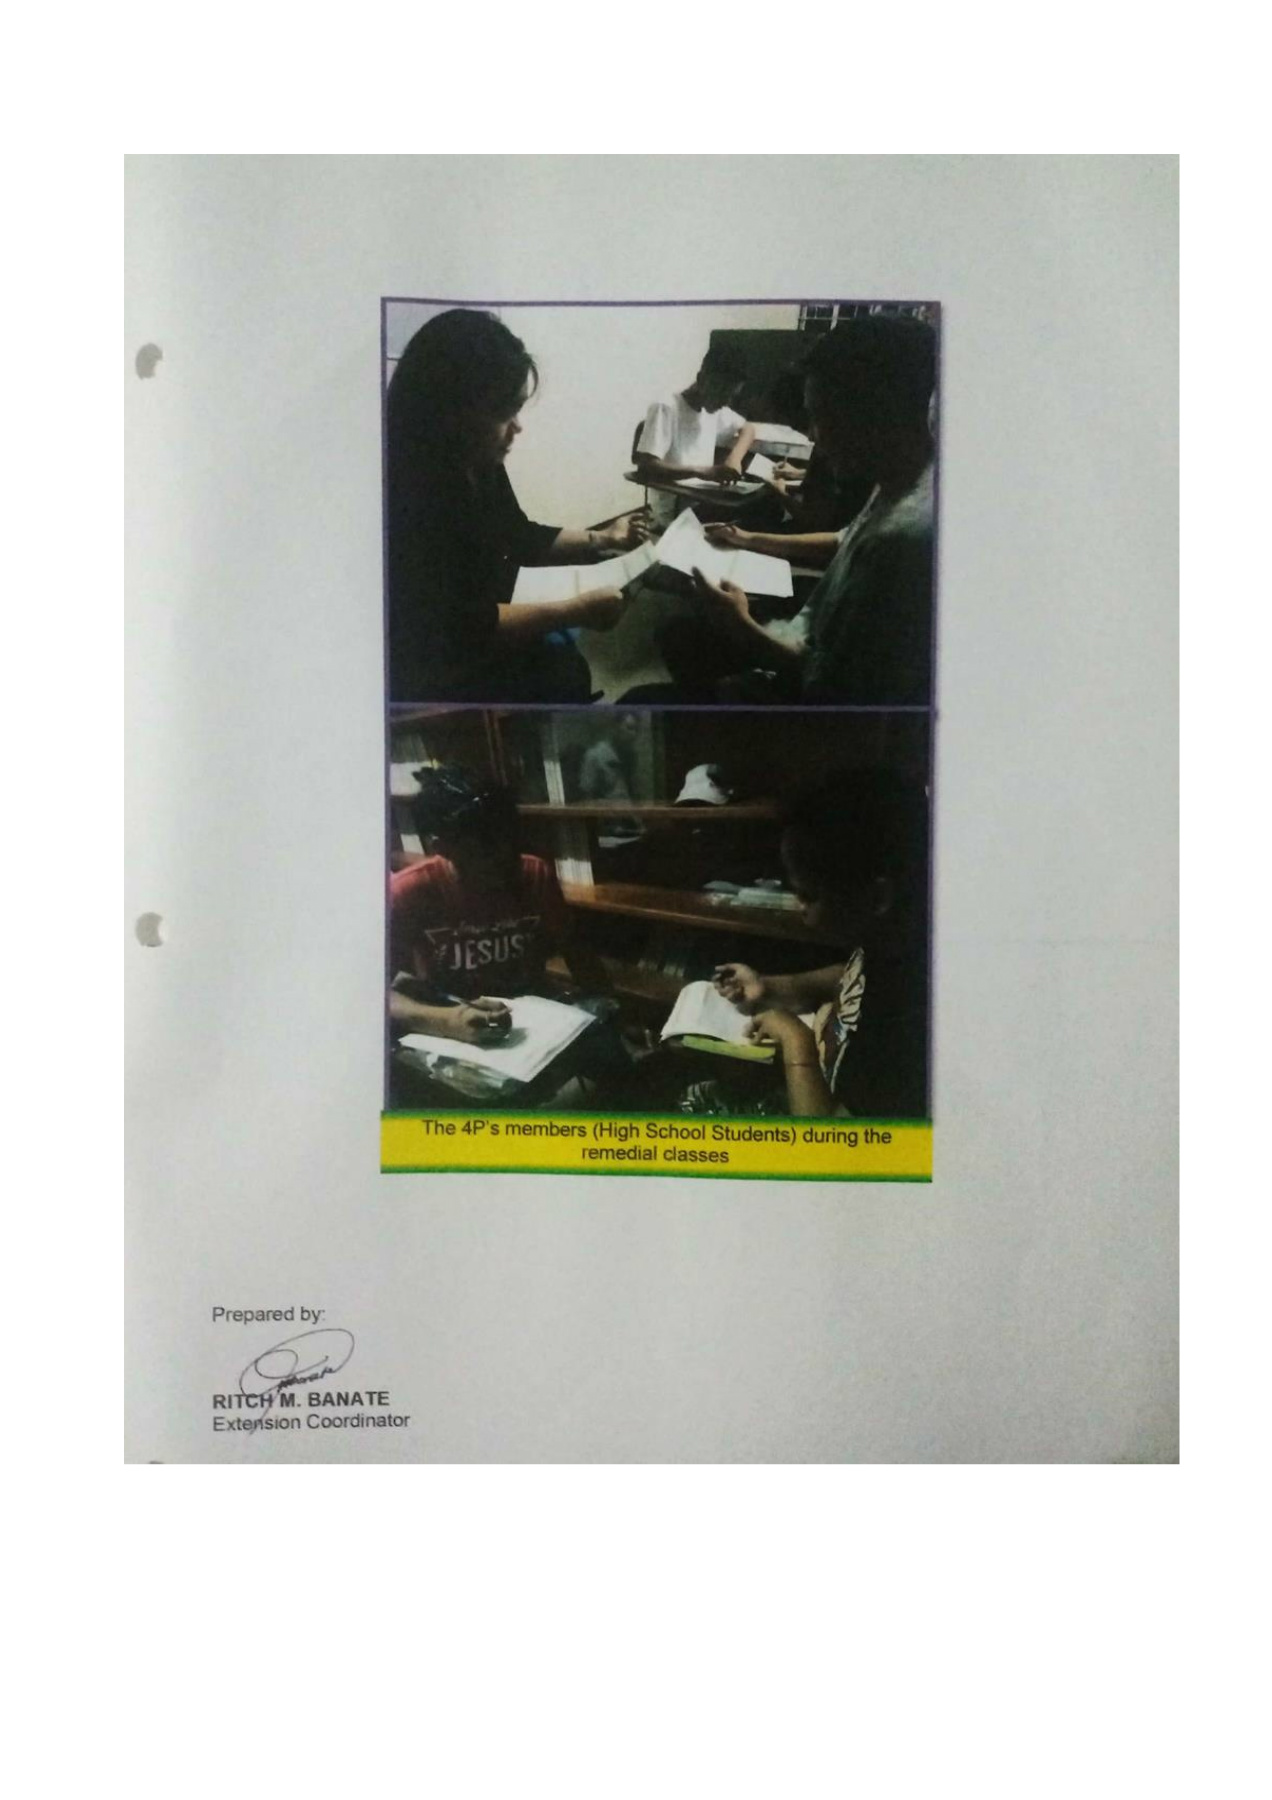 JESUS
The 4P's members (High School Students) during the
remedial classes
Prepared by:
RITCH M. BANATE
Extension Coordinator